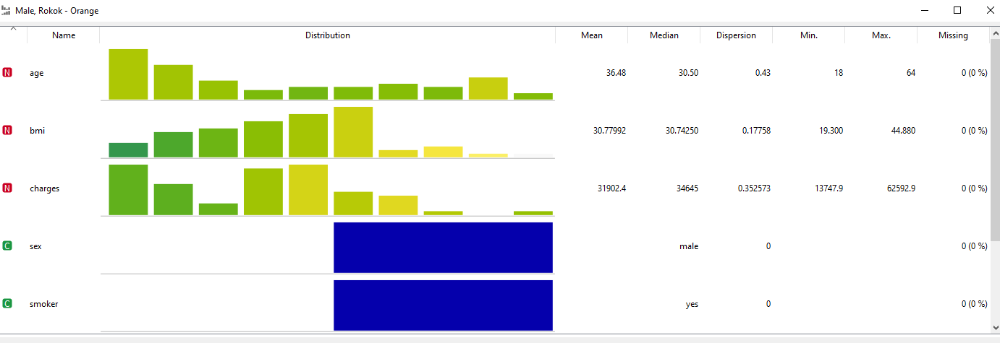 Male, Rokok - Orange
Name Distribution Mean Median Dispersion Min. Max. Missing
N age 36.48 30.50 0.43 18 64 0 (0 %)
N bmi 30.77992 30.74250 0.17758 19.300 44.880 0 (0 %)
N charges 31902.4 34645 0.352573 13747.9 62592.9 0 (0 %)
C sex male 0 0 (0 %)
C smoker yes 0 0 (0 %)